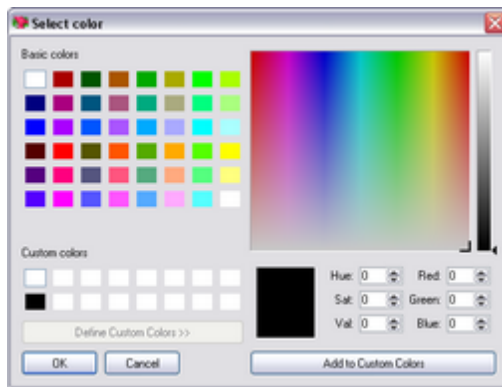 Select color
Basic colors
Custom colors
Define Custom Colors >>
OK
Cancel
Hue: 0
Red: 0
Sat: 0
Green: 0
Val: 0
Blue: 0
Add to Custom Colors